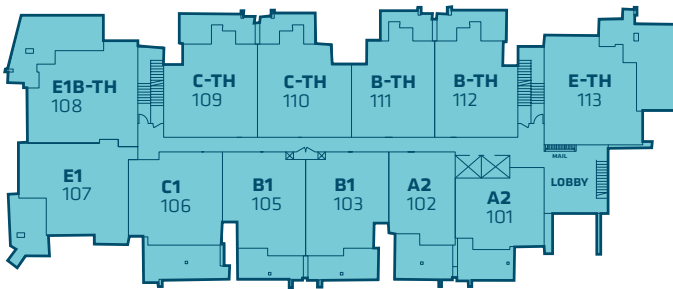 E1B-TH
108
C-TH
109
C-TH
110
B-TH
111
B-TH
112
E-TH
113
MAIL
LOBBY
E1
107
C1
106
B1
105
B1
103
A2
102
A2
101